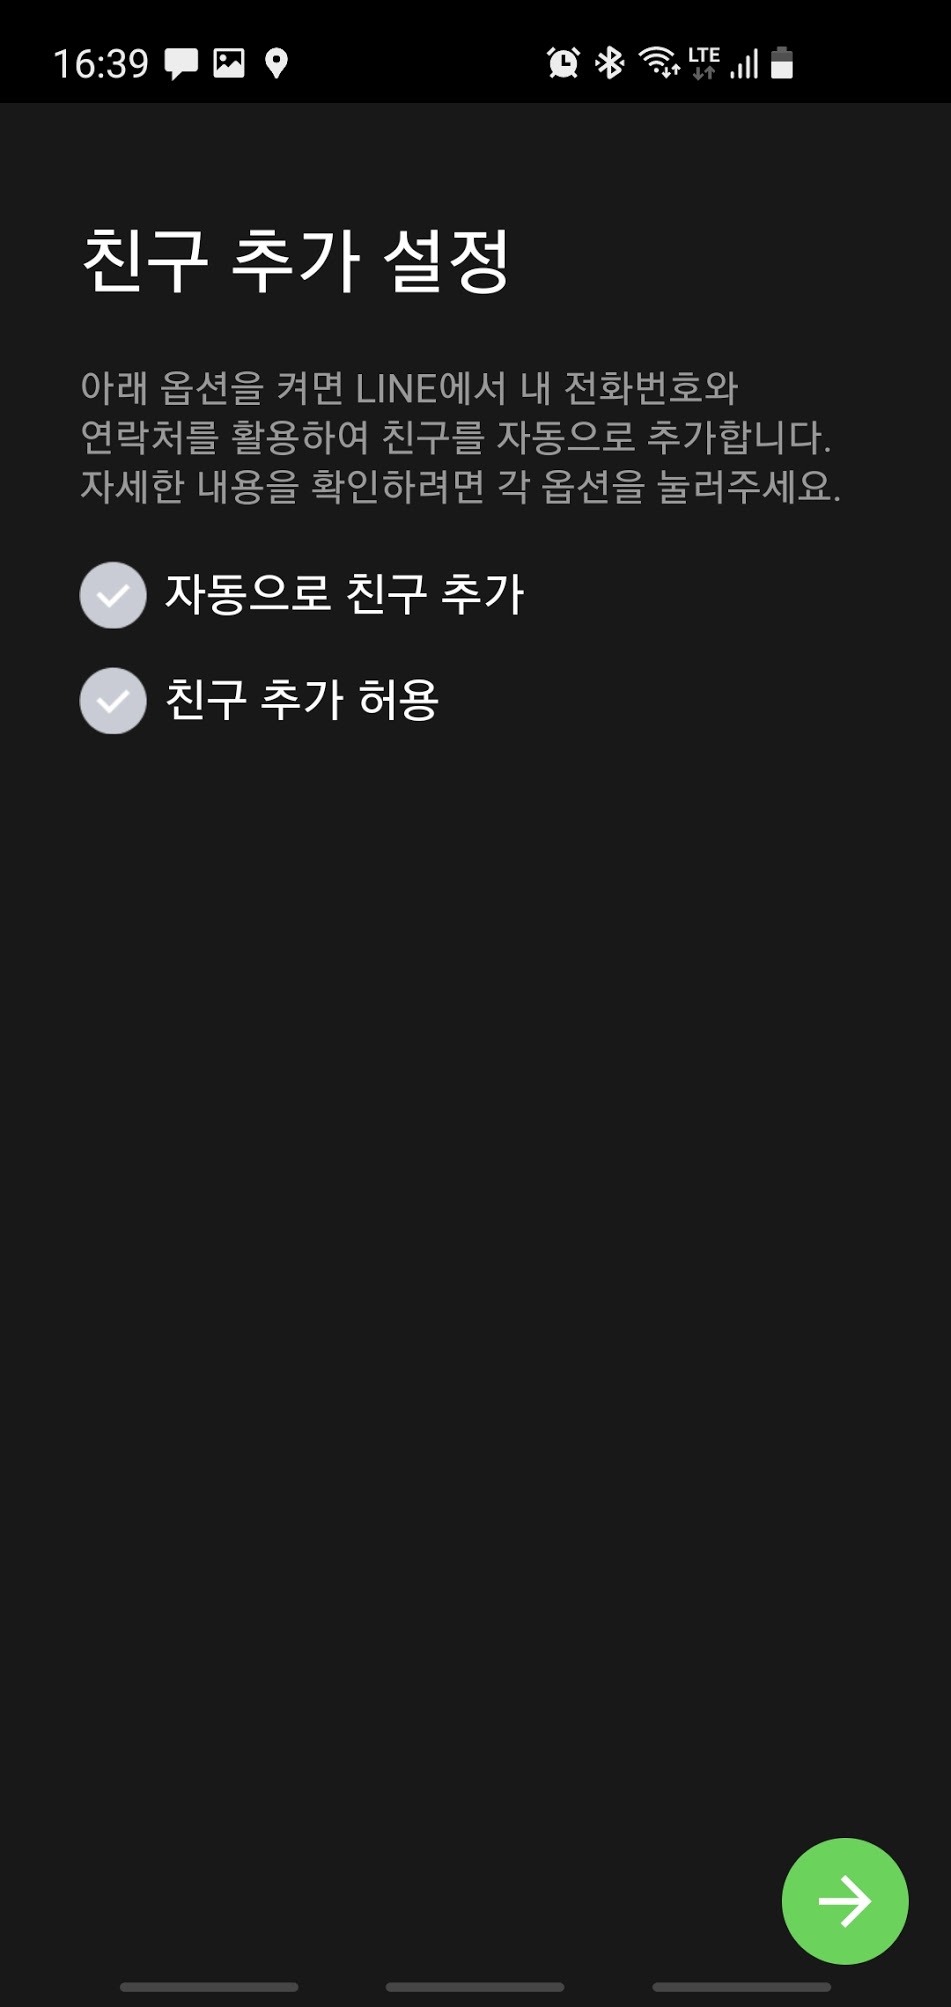 16:39
LTE
친구 추가 설정
아래 옵션을 켜면 LINE에서 내 전화번호와
연락처를 활용하여 친구를 자동으로 추가합니다.
자세한 내용을 확인하려면 각 옵션을 눌러주세요.
자동으로 친구 추가
친구 추가 허용